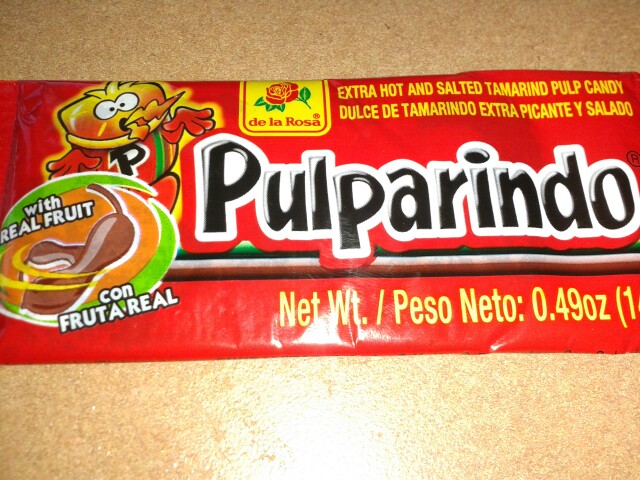 de la Rosa®
EXTRA HOT AND SALTED TAMARIND PULP CANDY
DULCE DE TAMARINDO EXTRA PICANTE Y SALADO
P
Pulparindo®
with
REAL FRUIT
con
FRUTA REAL
Net Wt. / Peso Neto: 0.49oz (14